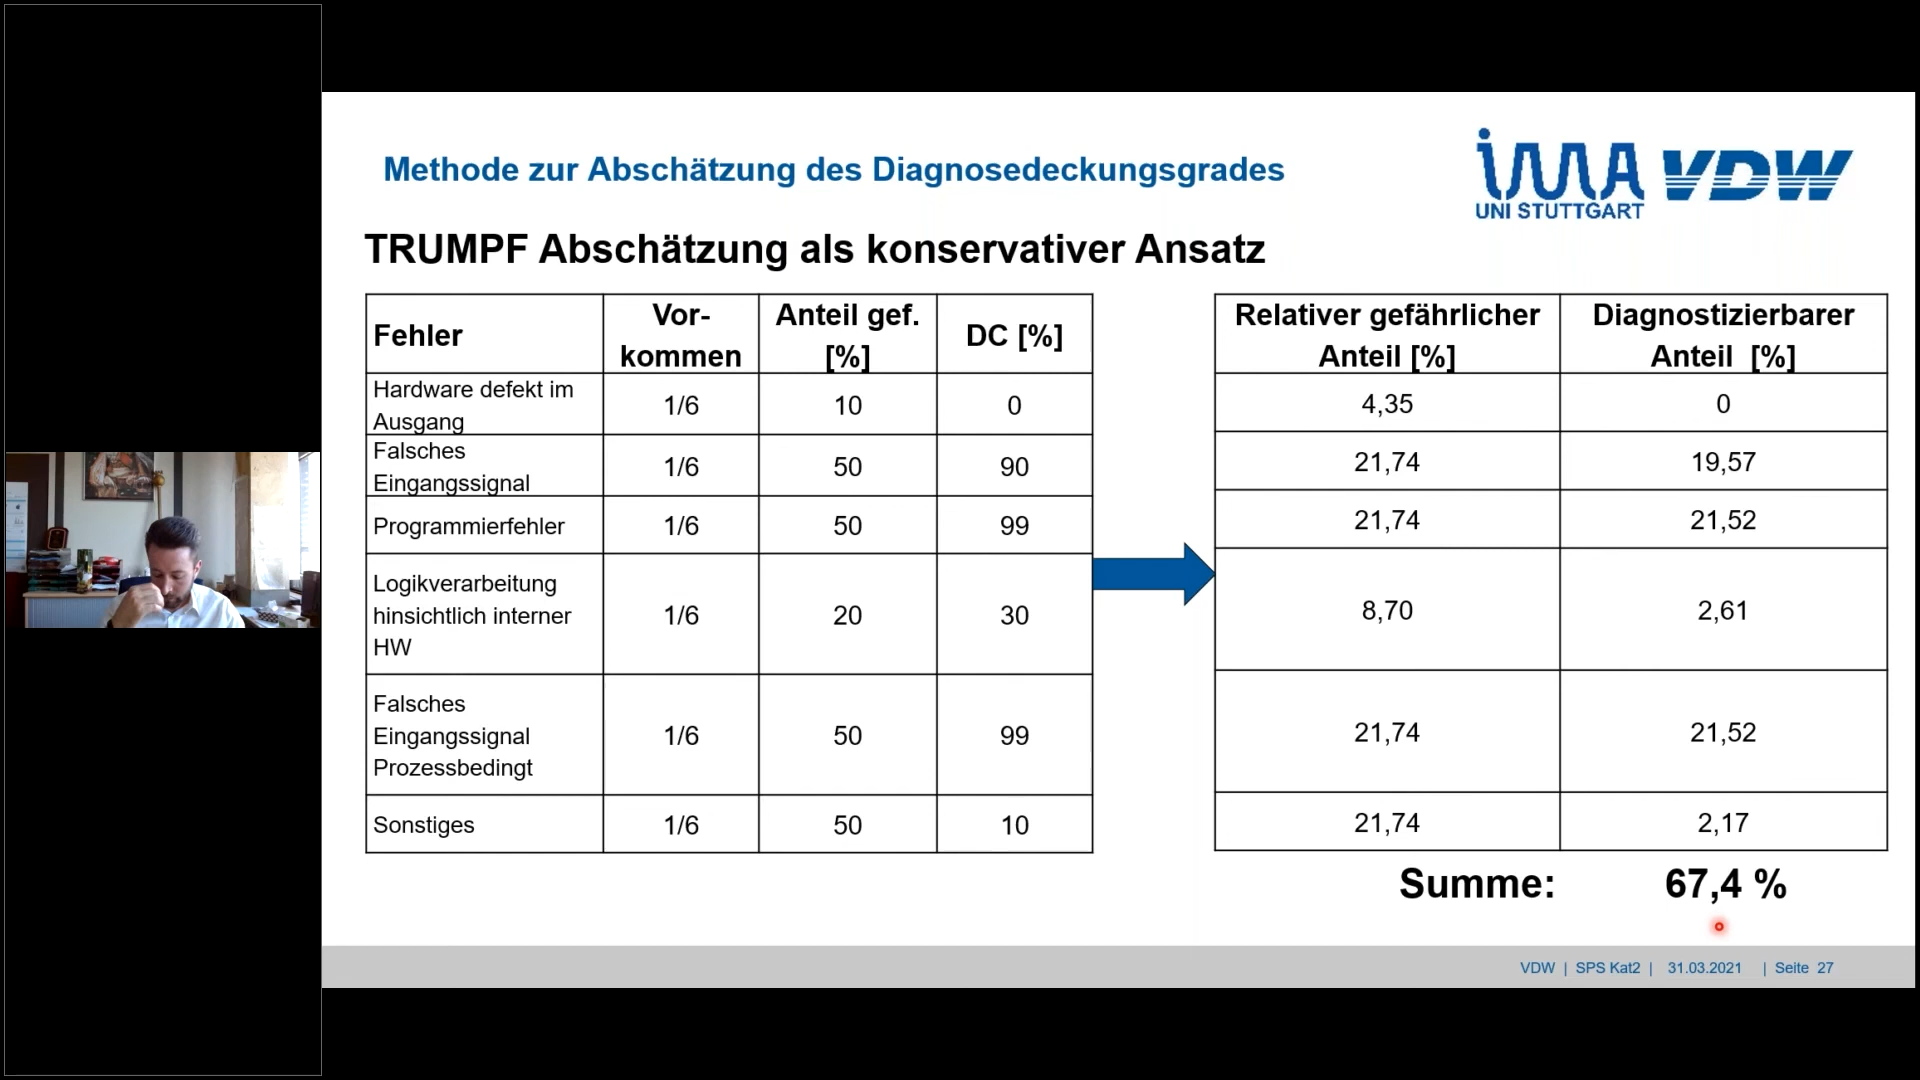 Methode zur Abschätzung des Diagnosedeckungsgrades
ima
UNI STUTTGART
VDW
TRUMPF Abschätzung als konservativer Ansatz
Fehler
Vor-
kommen
Anteil gef.
[%]
DC [%]
Relativer gefährlicher
Anteil [%]
Diagnostizierbarer
Anteil [%]
Hardware defekt im
Ausgang
1/6
10
0
4,35
0
Falsches
Eingangssignal
1/6
50
90
21,74
19,57
Programmierfehler
1/6
50
99
21,74
21,52
Logikverarbeitung
hinsichtlich interner
HW
1/6
20
30
8,70
2,61
Falsches
Eingangssignal
Prozessbedingt
1/6
50
99
21,74
21,52
Sonstiges
1/6
50
10
21,74
2,17
Summe: 67,4 %
VDW | SPS Kat2 | 31.03.2021 | Seite 27